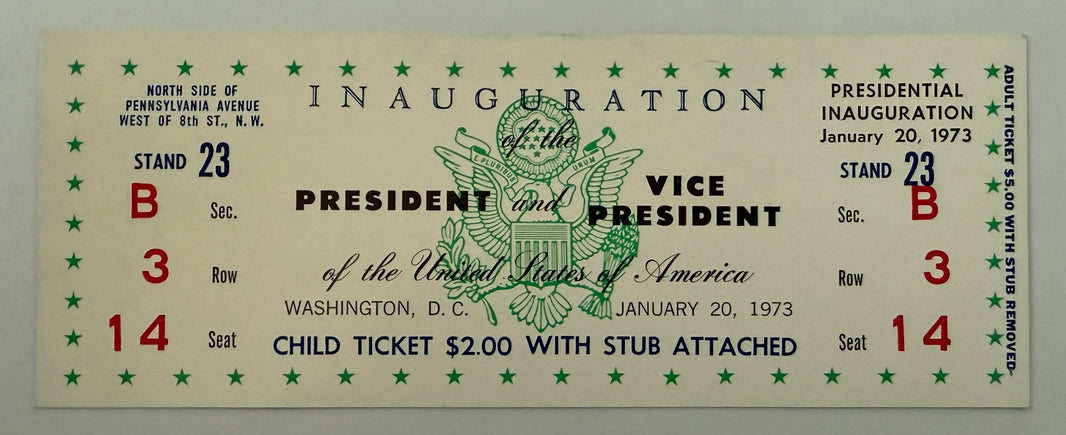 NORTH SIDE OF
PENNSYLVANIA AVENUE
WEST OF 8th ST., N. W.
STAND 23
B Sec.
3 Row
14 Seat
INAUGURATION
of the
E PLURIBUS UNUM
PRESIDENT and VICE PRESIDENT
of the United States of America
WASHINGTON, D. C. JANUARY 20, 1973
CHILD TICKET $2.00 WITH STUB ATTACHED
PRESIDENTIAL
INAUGURATION
January 20, 1973
STAND 23
Sec. B
Row 3
Seat 14
ADULT TICKET $5.00 WITH STUB REMOVED